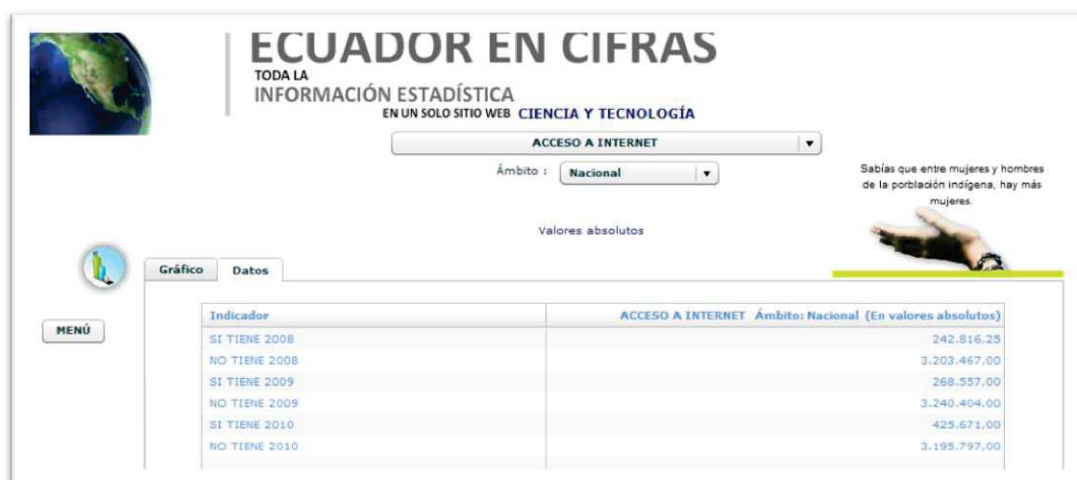 ECUADOR EN CIFRAS
TODA LA
INFORMACIÓN ESTADÍSTICA
EN UN SOLO SITIO WEB CIENCIA Y TECNOLOGÍA
ACCESO A INTERNET
Ámbito : Nacional
Sabías que entre mujeres y hombres
de la porblación indígena, hay más
mujeres.
Valores absolutos
Gráfico Datos
MENÚ
Indicador ACCESO A INTERNET Ámbito: Nacional (En valores absolutos)
SI TIENE 2008 242.816,25
NO TIENE 2008 3.203.467,00
SI TIENE 2009 268.557,00
NO TIENE 2009 3.240.404,00
SI TIENE 2010 425.671,00
NO TIENE 2010 3.195.797,00